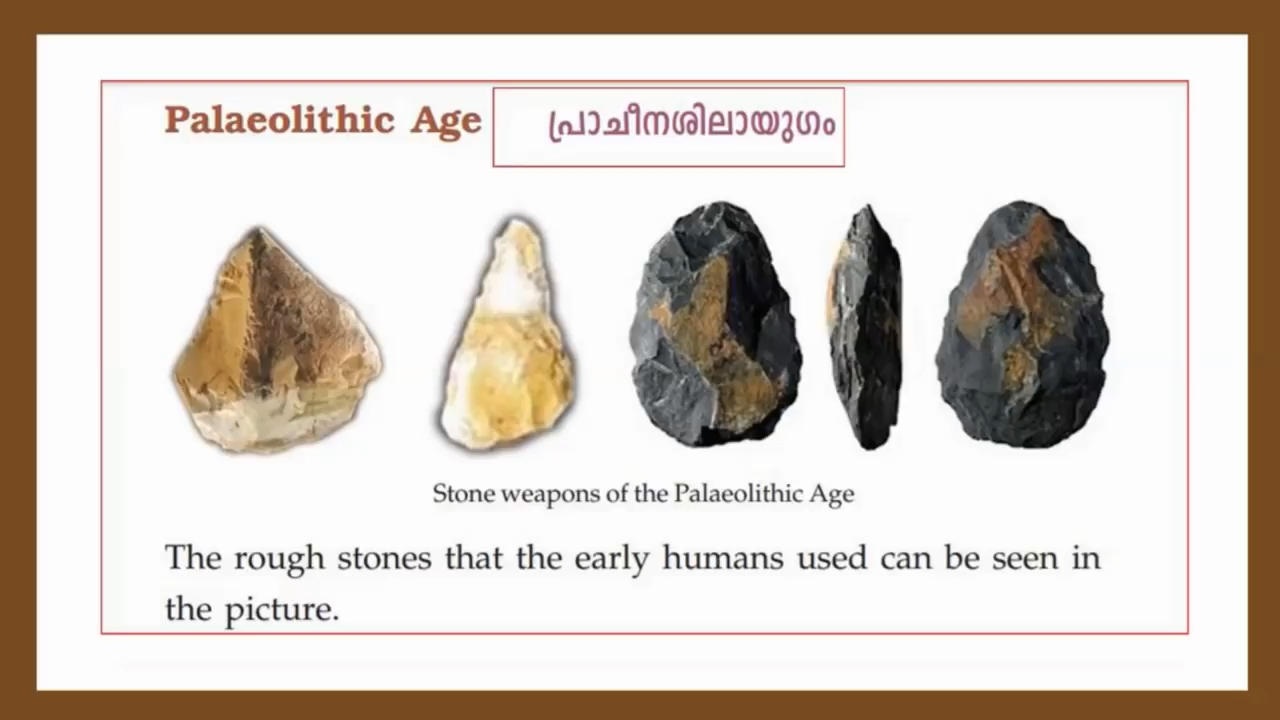 Palaeolithic Age പ്രാചീനശിലായുഗം
Stone weapons of the Palaeolithic Age
The rough stones that the early humans used can be seen in
the picture.